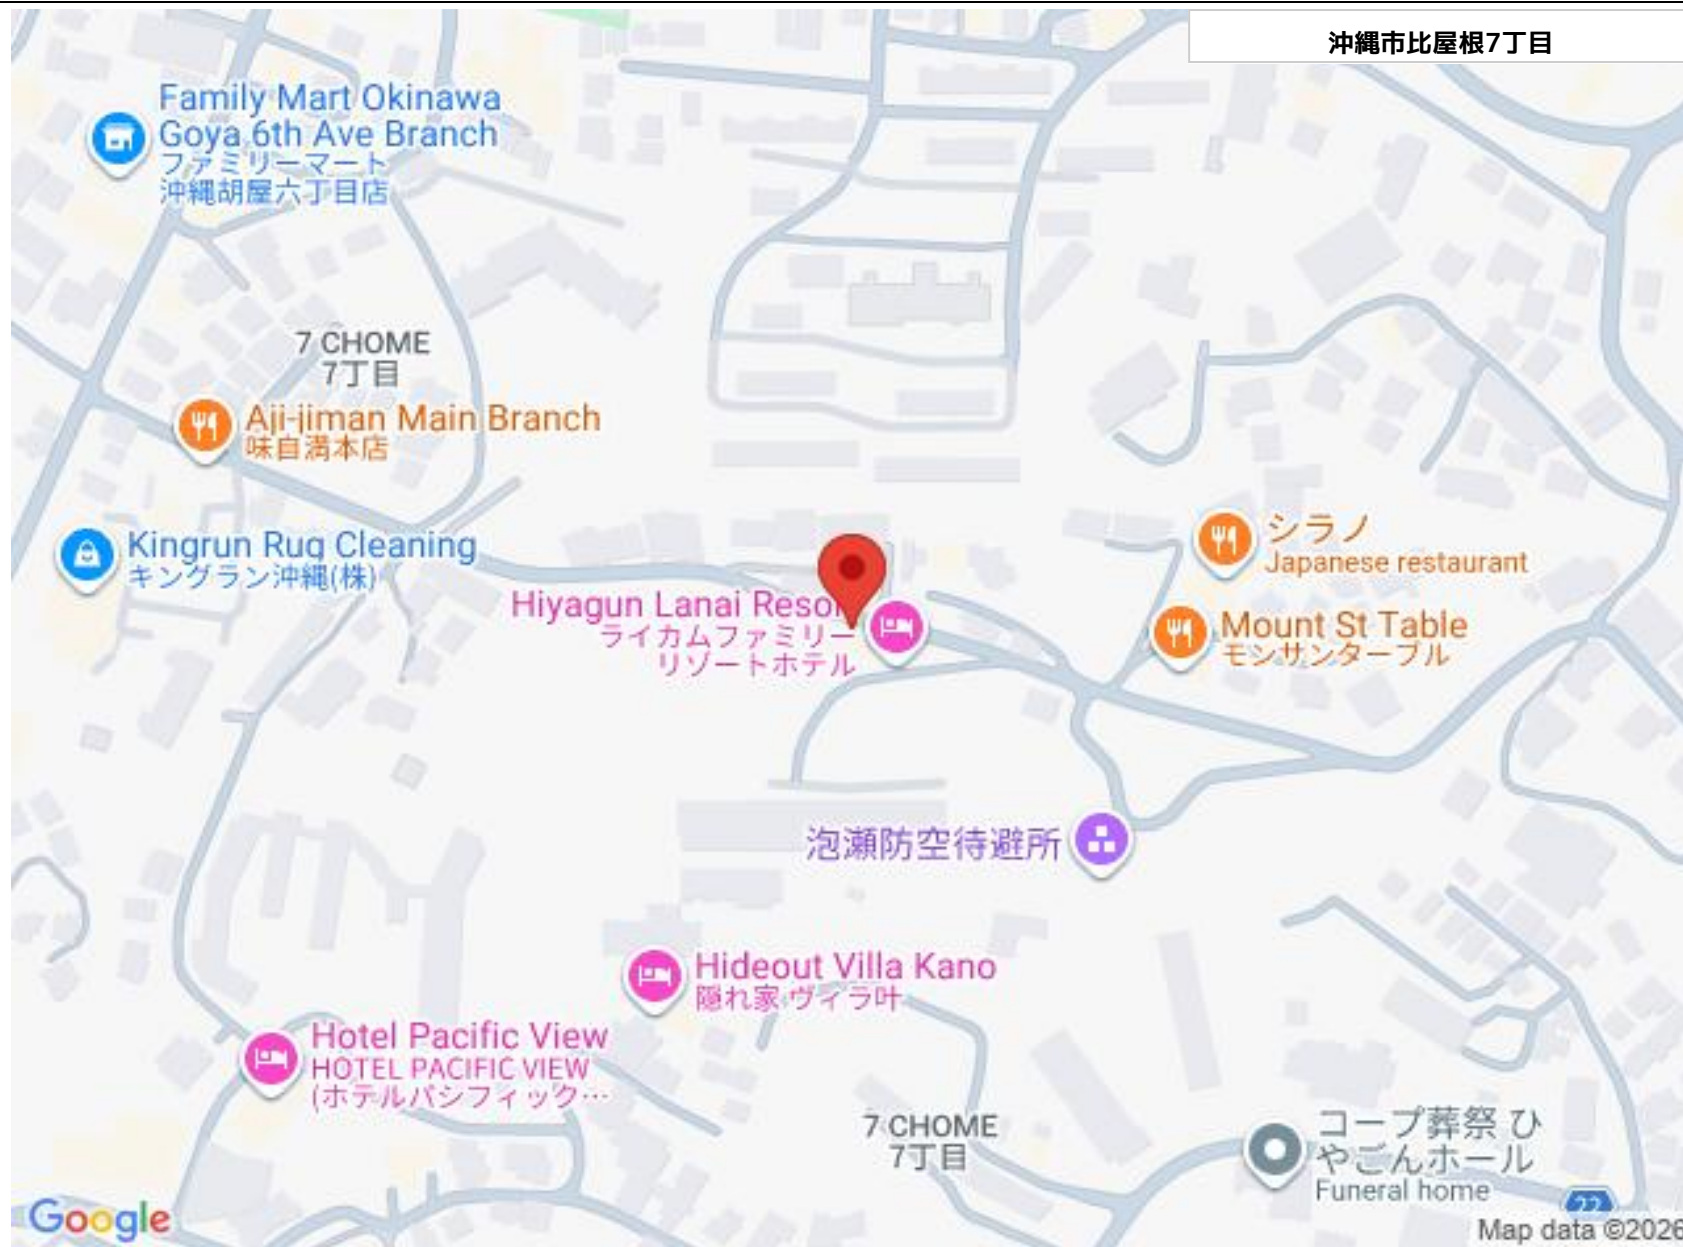 沖縄市比屋根7丁目
Family Mart Okinawa
Goya 6th Ave Branch
ファミリーマート
沖縄胡屋六丁目店
7 CHOME
7丁目
Aji-jiman Main Branch
味自満本店
Kingrun Rug Cleaning
キングラン沖縄(株)
シラノ
Japanese restaurant
Hiyagun Lanai Resor
ライカムファミリー
リゾートホテル
Mount St Table
モンサンターブル
泡瀬防空待避所
Hideout Villa Kano
隠れ家 ヴィラ叶
Hotel Pacific View
HOTEL PACIFIC VIEW
(ホテルパシフィック…
7 CHOME
7丁目
コープ葬祭 ひ
やごんホール
Funeral home
22
Google
Map data ©2026